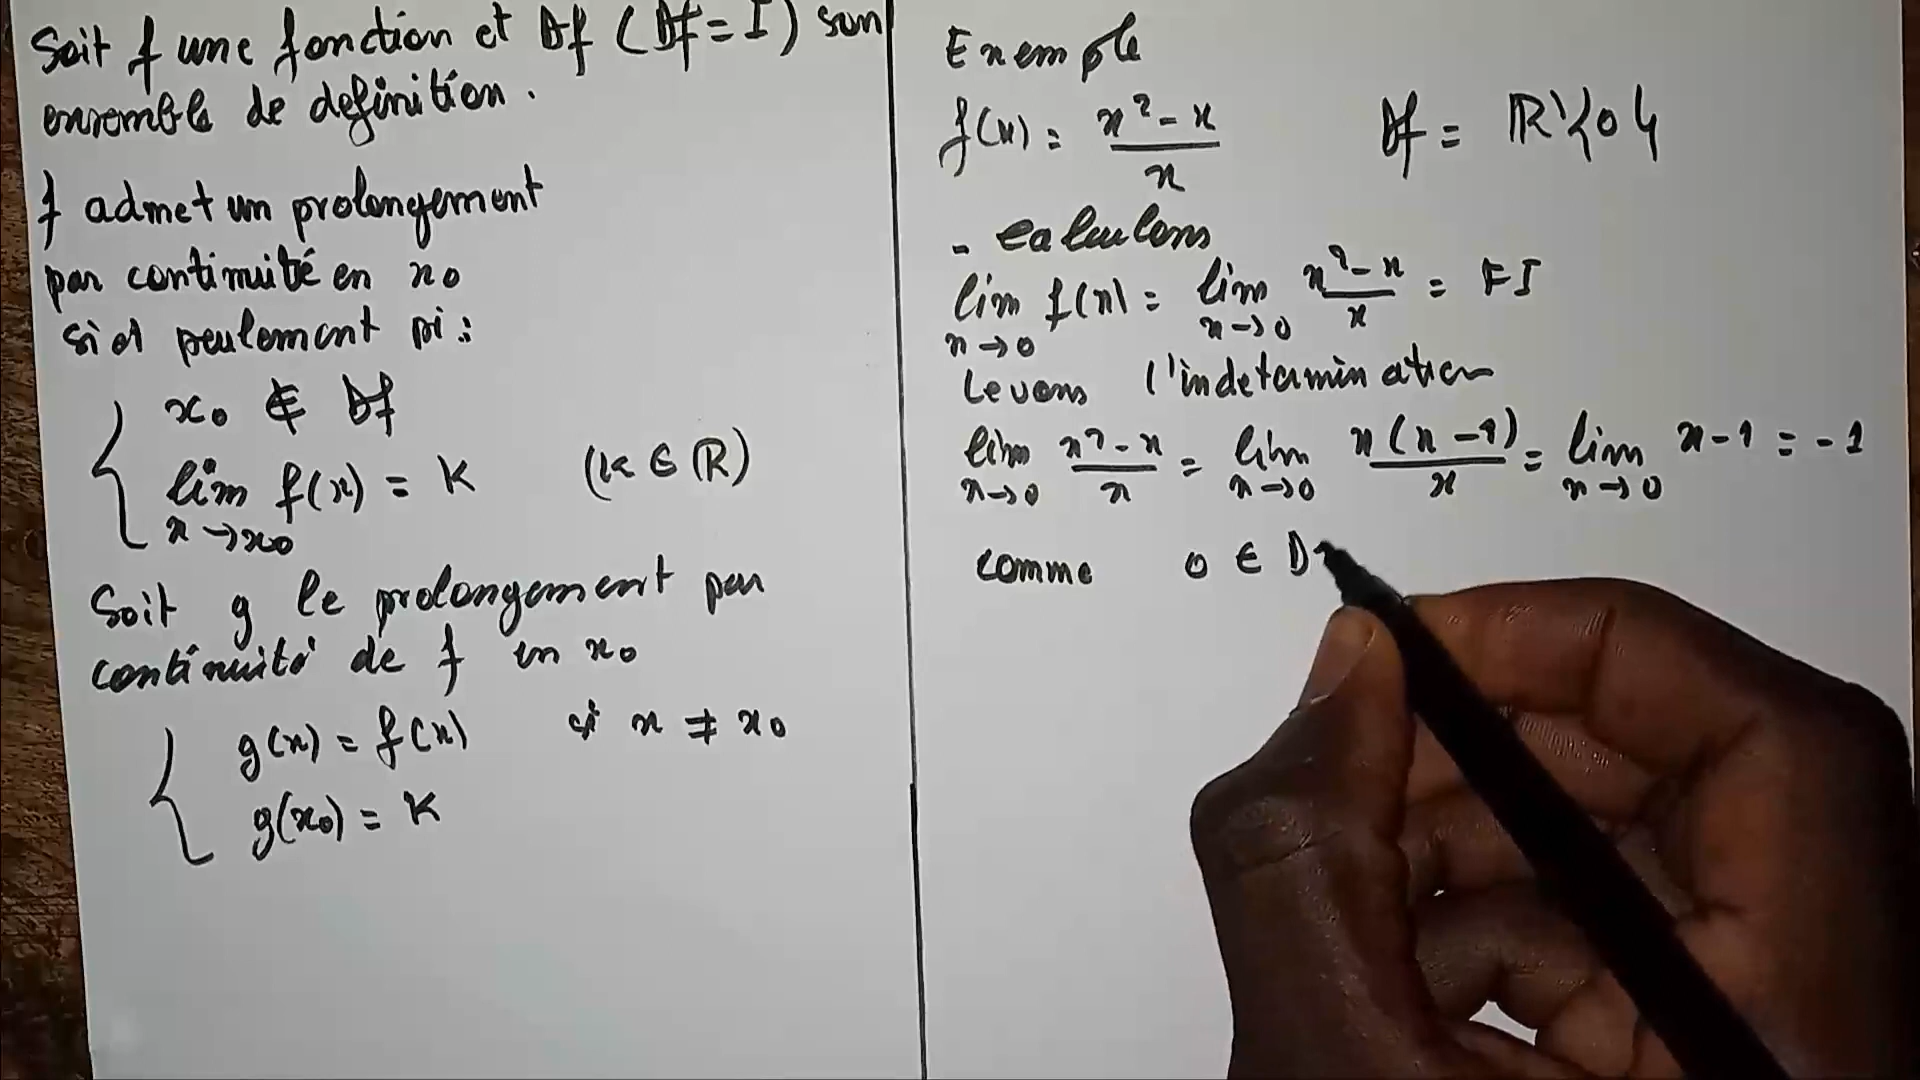 Soit f une fonction et Df (Df = I) son
ensemble de definition.
f admet un prolongement
par continuité en x0
si et seulement si :
x0 ∉ Df
lim f(x) = K (K ∈ ℝ)
x→x0
Soit g le prolongement par
continuité de f en x0
g(x) = f(x) si x ≠ x0
g(x0) = K
Exemple
f(x) = (x² - x)/x Df = ℝ\{0}
- calculons
lim f(x) = lim (x² - x)/x = FI
x→0 x→0
Levons l'indetermination
lim (x² - x)/x = lim x(x - 1)/x = lim x - 1 = -1
x→0 x→0 x→0
comme 0 ∈ D